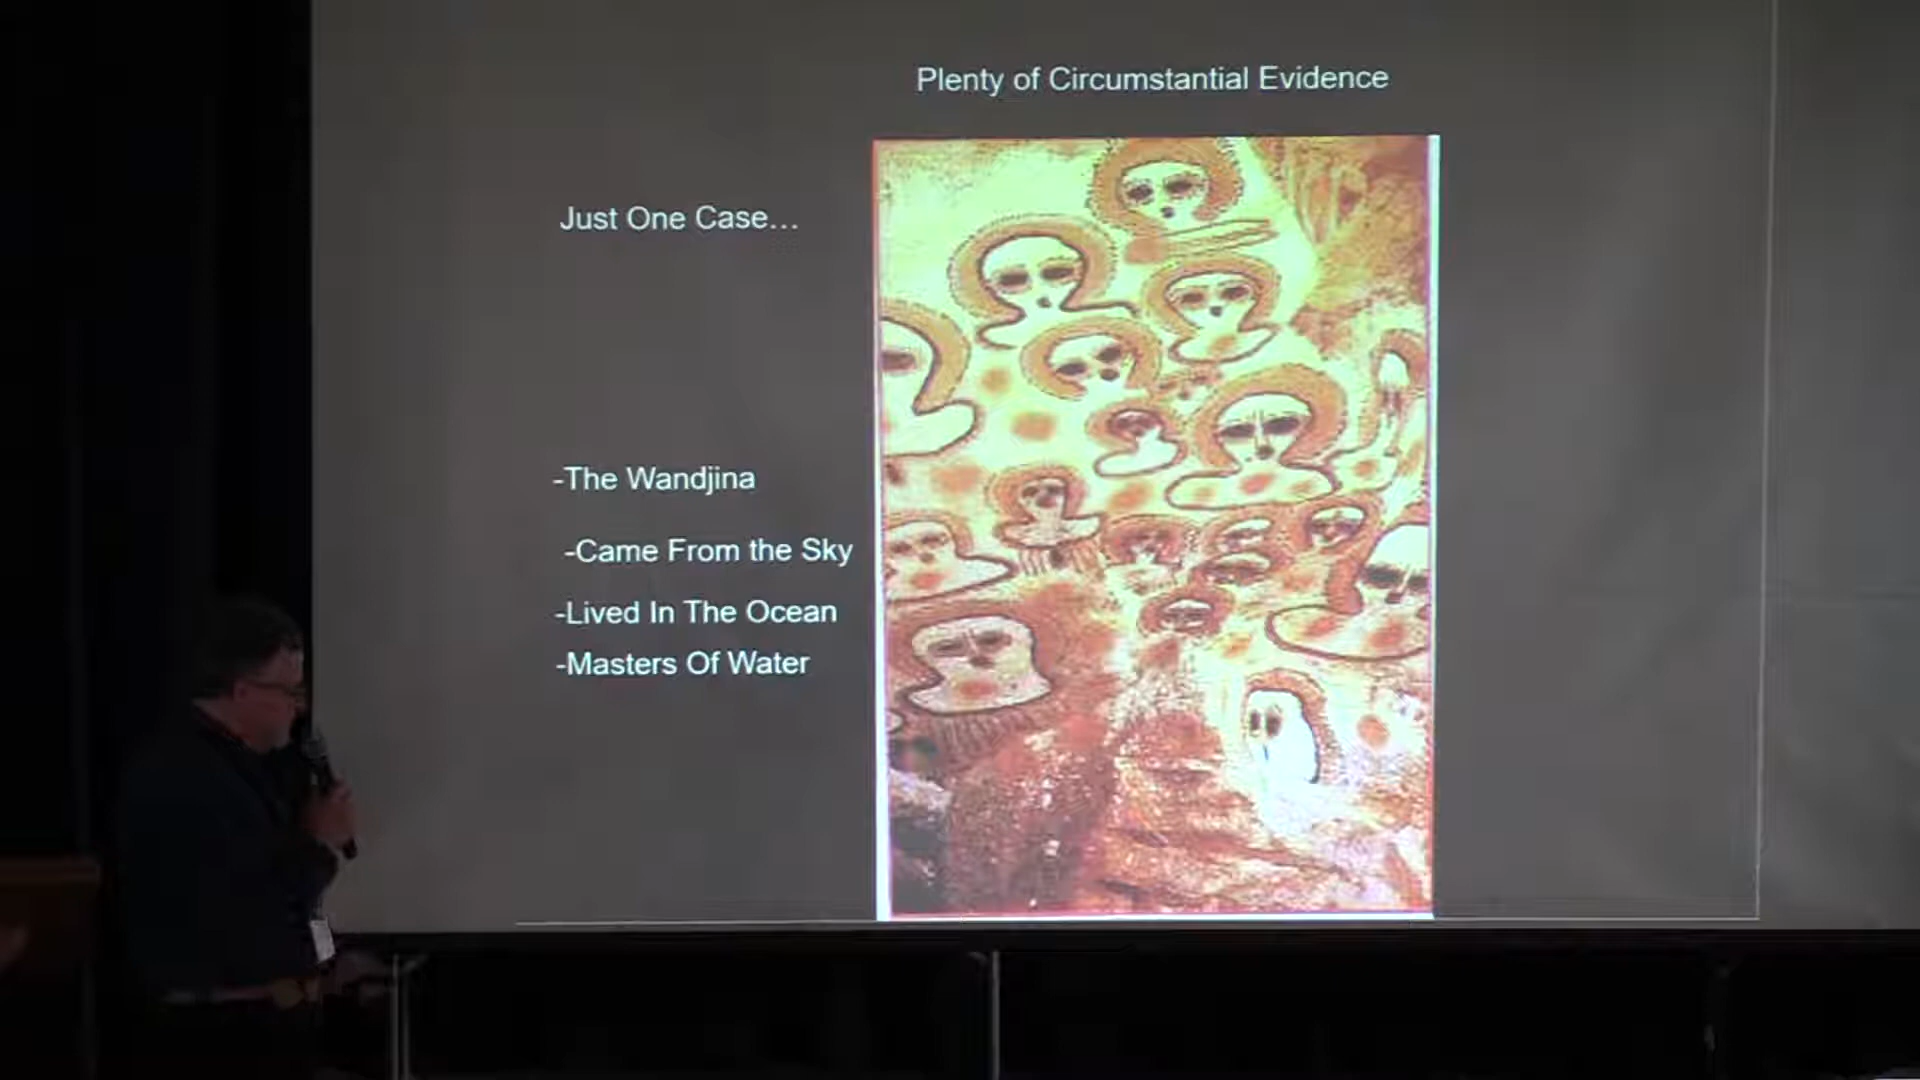 Plenty of Circumstantial Evidence
Just One Case...
-The Wandjina
-Came From the Sky
-Lived In The Ocean
-Masters Of Water